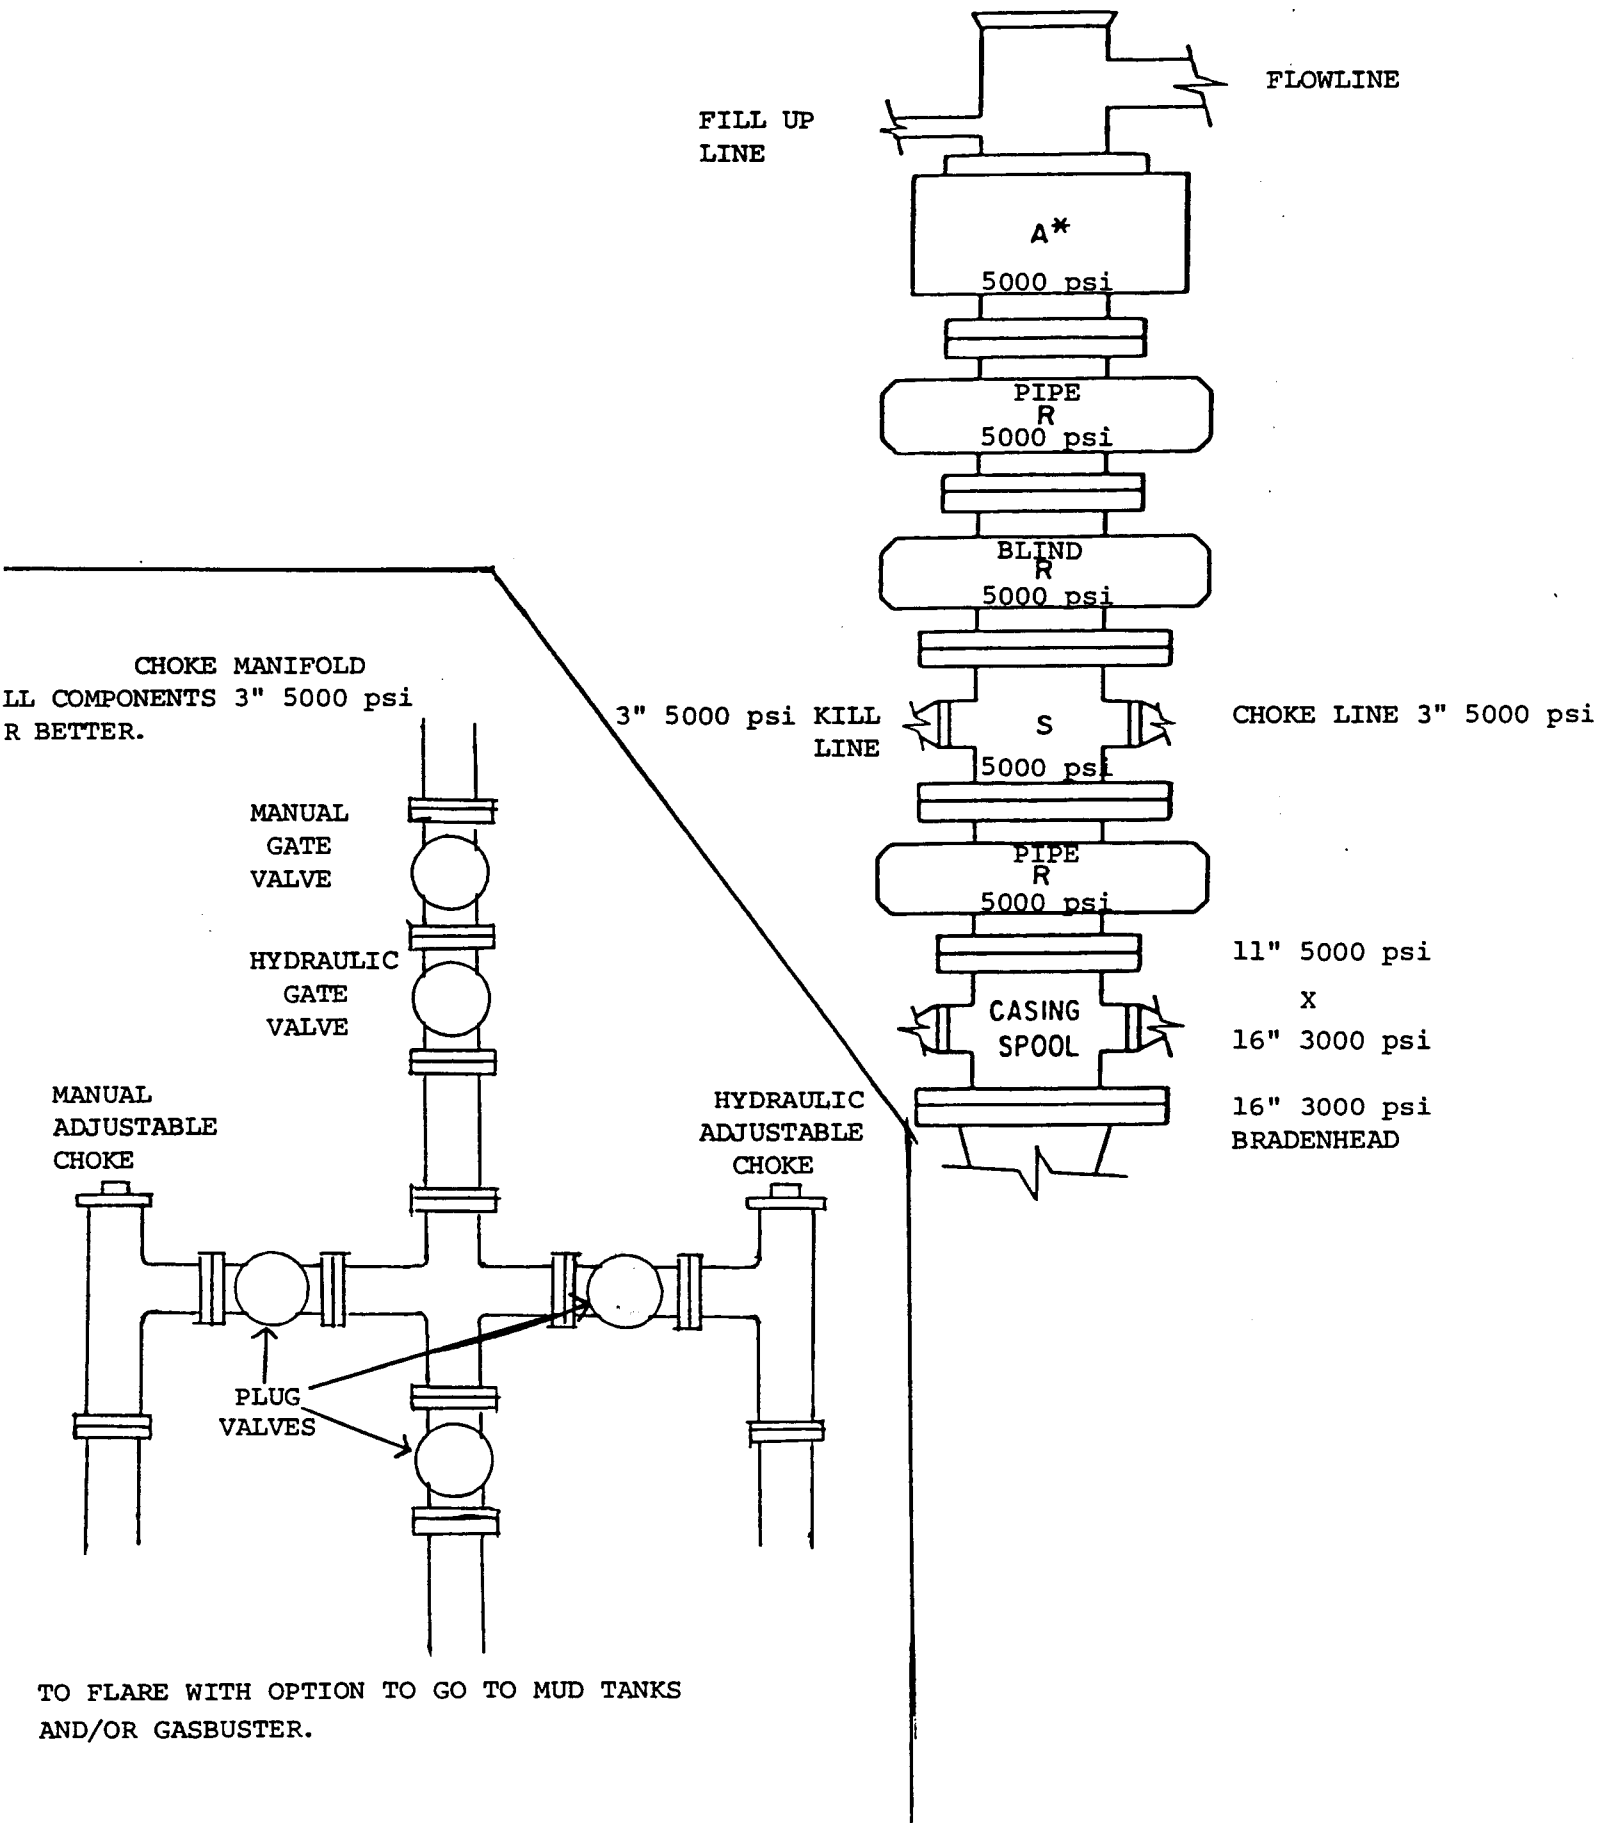 FLOWLINE
FILL UP
LINE
A*
5000 psi
PIPE
R
5000 psi
BLIND
R
5000 psi
CHOKE MANIFOLD
LL COMPONENTS 3" 5000 psi
R BETTER.
3" 5000 psi KILL
LINE
S
5000 psi
CHOKE LINE 3" 5000 psi
MANUAL
GATE
VALVE
PIPE
R
5000 psi
HYDRAULIC
GATE
VALVE
11" 5000 psi
X
16" 3000 psi
CASING
SPOOL
16" 3000 psi
BRADENHEAD
MANUAL
ADJUSTABLE
CHOKE
HYDRAULIC
ADJUSTABLE
CHOKE
PLUG
VALVES
TO FLARE WITH OPTION TO GO TO MUD TANKS
AND/OR GASBUSTER.